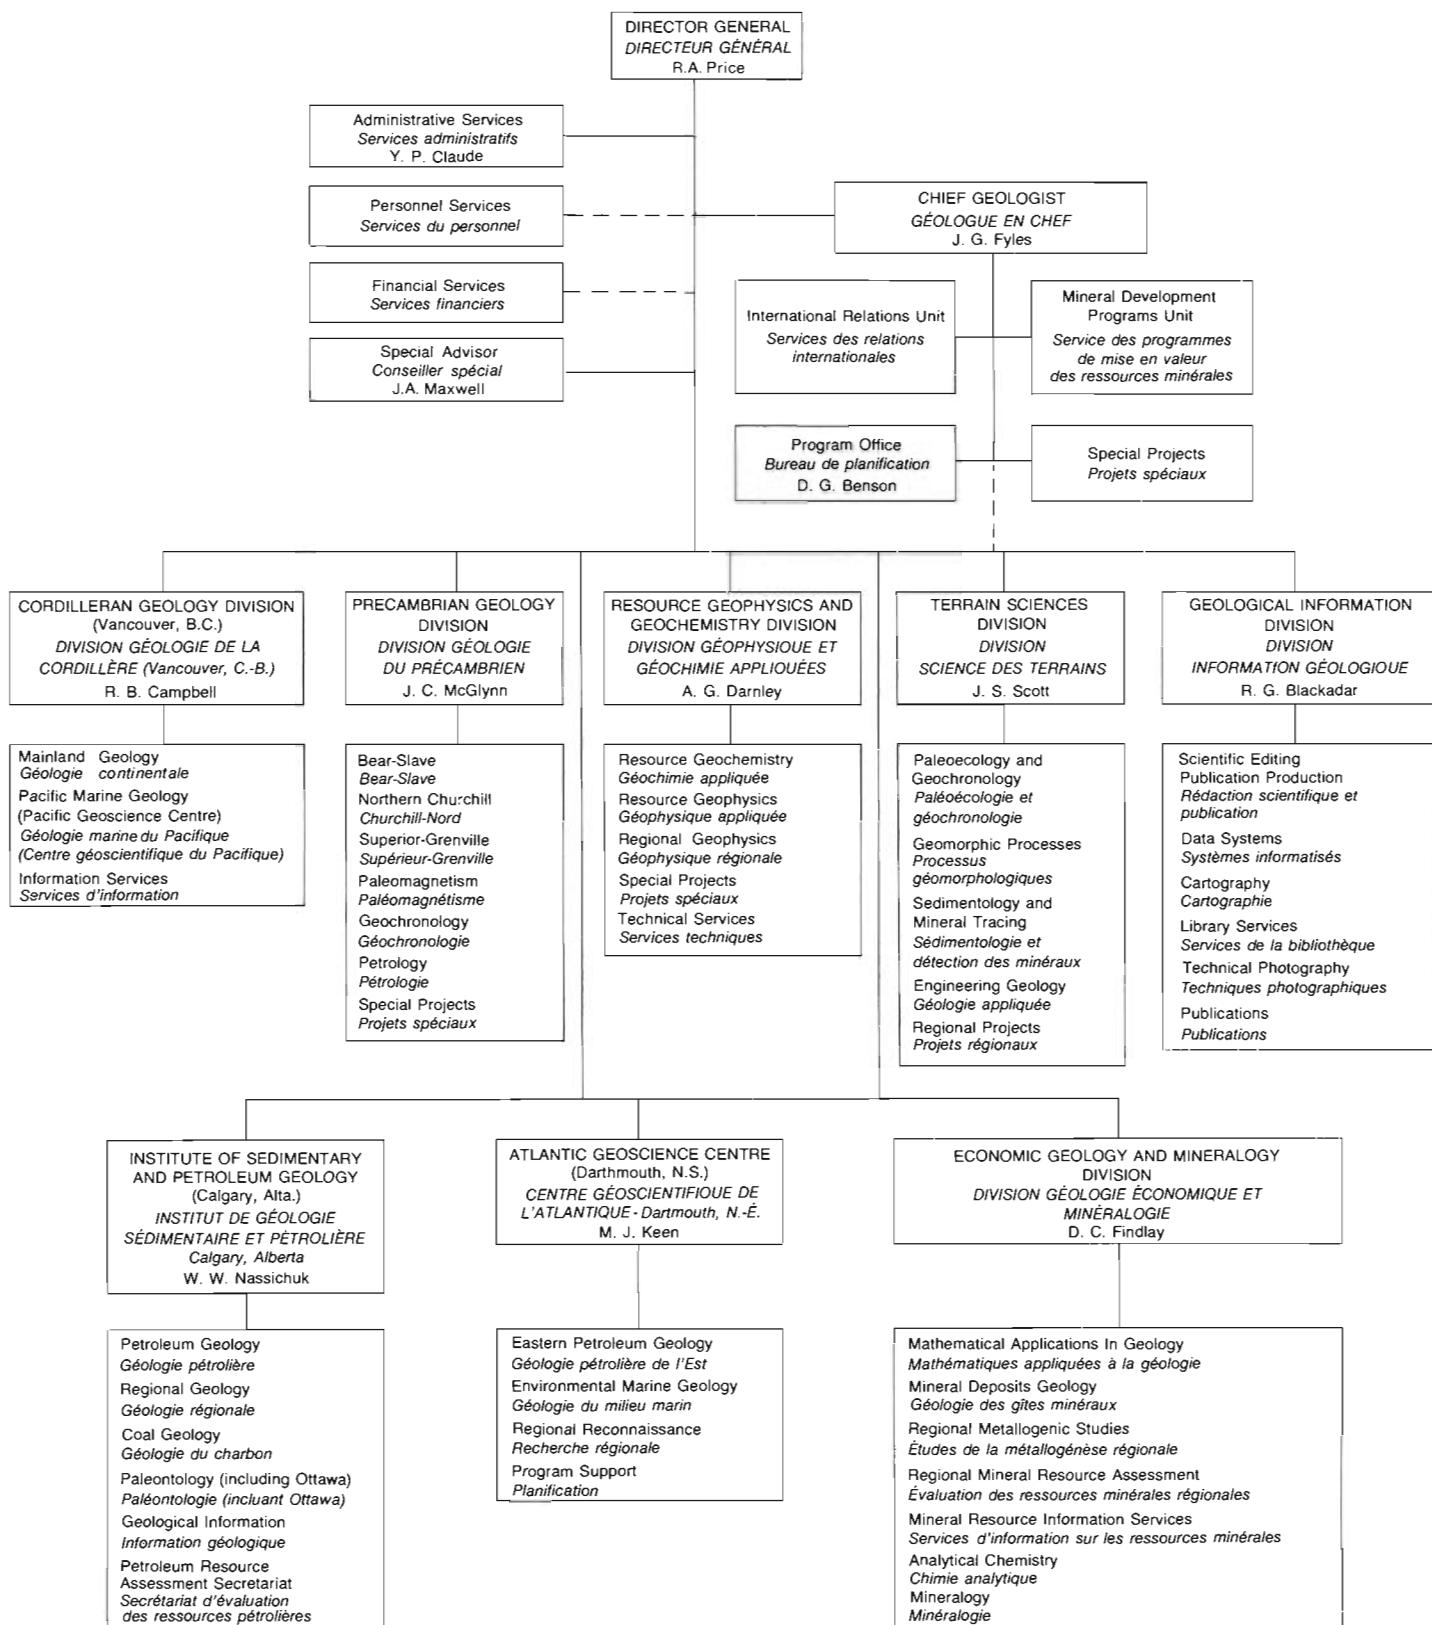 DIRECTOR GENERAL
DIRECTEUR GÉNÉRAL
R.A. Price
Administrative Services
Services administratifs
Y. P. Claude
Personnel Services
Services du personnel
Financial Services
Services financiers
Special Advisor
Conseiller spécial
J.A. Maxwell
CHIEF GEOLOGIST
GÉOLOGUE EN CHEF
J. G. Fyles
International Relations Unit
Services des relations
internationales
Mineral Development
Programs Unit
Service des programmes
de mise en valeur
des ressources minérales
Program Office
Bureau de planification
D. G. Benson
Special Projects
Projets spéciaux
CORDILLERAN GEOLOGY DIVISION
(Vancouver, B.C.)
DIVISION GÉOLOGIE DE LA
CORDILLÈRE (Vancouver, C.-B.)
R. B. Campbell
Mainland Geology
Géologie continentale
Pacific Marine Geology
(Pacific Geoscience Centre)
Géologie marine du Pacifique
(Centre géoscientifique du Pacifique)
Information Services
Services d'information
PRECAMBRIAN GEOLOGY
DIVISION
DIVISION GÉOLOGIE
DU PRÉCAMBRIEN
J. C. McGlynn
Bear-Slave
Bear-Slave
Northern Churchill
Churchill-Nord
Superior-Grenville
Supérieur-Grenville
Paleomagnetism
Paléomagnétisme
Geochronology
Géochronologie
Petrology
Pétrologie
Special Projects
Projets spéciaux
RESOURCE GEOPHYSICS AND
GEOCHEMISTRY DIVISION
DIVISION GÉOPHYSIQUE ET
GÉOCHIMIE APPLIQUÉES
A. G. Darnley
Resource Geochemistry
Géochimie appliquée
Resource Geophysics
Géophysique appliquée
Regional Geophysics
Géophysique régionale
Special Projects
Projets spéciaux
Technical Services
Services techniques
TERRAIN SCIENCES
DIVISION
DIVISION
SCIENCE DES TERRAINS
J. S. Scott
Paleoecology and
Geochronology
Paléoécologie et
géochronologie
Geomorphic Processes
Processus
géomorphologiques
Sedimentology and
Mineral Tracing
Sédimentologie et
détection des minéraux
Engineering Geology
Géologie appliquée
Regional Projects
Projets régionaux
GEOLOGICAL INFORMATION
DIVISION
DIVISION
INFORMATION GÉOLOGIQUE
R. G. Blackadar
Scientific Editing
Publication Production
Rédaction scientifique et
publication
Data Systems
Systèmes informatisés
Cartography
Cartographie
Library Services
Services de la bibliothèque
Technical Photography
Techniques photographiques
Publications
Publications
INSTITUTE OF SEDIMENTARY
AND PETROLEUM GEOLOGY
(Calgary, Alta.)
INSTITUT DE GÉOLOGIE
SÉDIMENTAIRE ET PÉTROLIÈRE
Calgary, Alberta
W. W. Nassichuk
Petroleum Geology
Géologie pétrolière
Regional Geology
Géologie régionale
Coal Geology
Géologie du charbon
Paleontology (including Ottawa)
Paléontologie (incluant Ottawa)
Geological Information
Information géologique
Petroleum Resource
Assessment Secretariat
Secrétariat d'évaluation
des ressources pétrolières
ATLANTIC GEOSCIENCE CENTRE
(Darthmouth, N.S.)
CENTRE GÉOSCIENTIFIQUE DE
L'ATLANTIQUE - Dartmouth, N.-É.
M. J. Keen
Eastern Petroleum Geology
Géologie pétrolière de l'Est
Environmental Marine Geology
Géologie du milieu marin
Regional Reconnaissance
Recherche régionale
Program Support
Planification
ECONOMIC GEOLOGY AND MINERALOGY
DIVISION
DIVISION GÉOLOGIE ÉCONOMIQUE ET
MINÉRALOGIE
D. C. Findlay
Mathematical Applications In Geology
Mathématiques appliquées à la géologie
Mineral Deposits Geology
Géologie des gîtes minéraux
Regional Metallogenic Studies
Études de la métallogénèse régionale
Regional Mineral Resource Assessment
Évaluation des ressources minérales régionales
Mineral Resource Information Services
Services d'information sur les ressources minérales
Analytical Chemistry
Chimie analytique
Mineralogy
Minéralogie